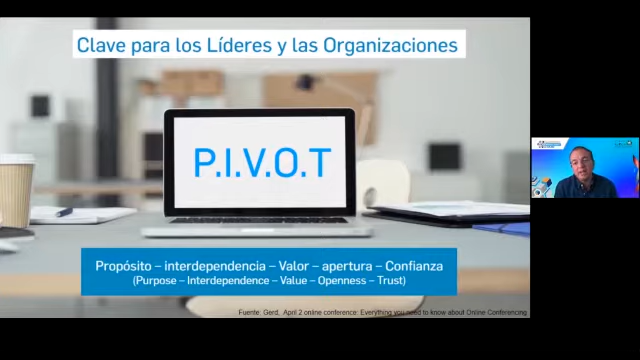 Clave para los Líderes y las Organizaciones
P.I.V.O.T
Propósito – interdependencia – Valor – apertura – Confianza
(Purpose – Interdependence – Value – Openness – Trust)
Fuente: Gerd, April 2 online conference: Everything you need to know about Online Conferencing